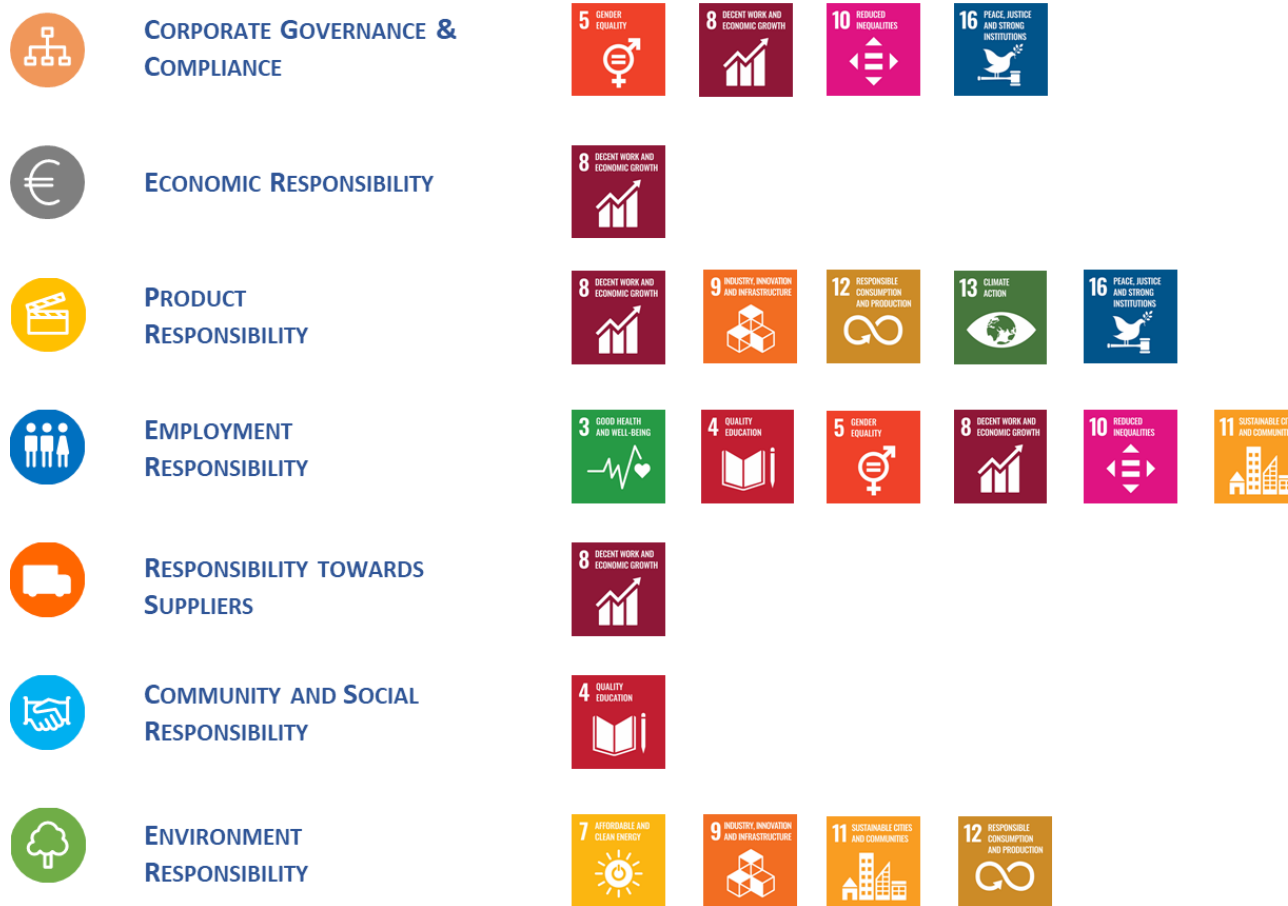 CORPORATE GOVERNANCE &
COMPLIANCE
5 GENDER
EQUALITY
8 DECENT WORK AND
ECONOMIC GROWTH
10 REDUCED
INEQUALITIES
16 PEACE, JUSTICE
AND STRONG
INSTITUTIONS
€
ECONOMIC RESPONSIBILITY
8 DECENT WORK AND
ECONOMIC GROWTH
PRODUCT
RESPONSIBILITY
8 DECENT WORK AND
ECONOMIC GROWTH
9 INDUSTRY, INNOVATION
AND INFRASTRUCTURE
12 RESPONSIBLE
CONSUMPTION
AND PRODUCTION
13 CLIMATE
ACTION
16 PEACE, JUSTICE
AND STRONG
INSTITUTIONS
EMPLOYMENT
RESPONSIBILITY
3 GOOD HEALTH
AND WELL-BEING
4 QUALITY
EDUCATION
5 GENDER
EQUALITY
8 DECENT WORK AND
ECONOMIC GROWTH
10 REDUCED
INEQUALITIES
11 SUSTAINABLE
AND
RESPONSIBILITY TOWARDS
SUPPLIERS
8 DECENT WORK AND
ECONOMIC GROWTH
COMMUNITY AND SOCIAL
RESPONSIBILITY
4 QUALITY
EDUCATION
ENVIRONMENT
RESPONSIBILITY
7 AFFORDABLE AND
CLEAN ENERGY
9 INDUSTRY, INNOVATION
AND INFRASTRUCTURE
11 SUSTAINABLE CITIES
AND COMMUNITIES
12 RESPONSIBLE
CONSUMPTION
AND PRODUCTION